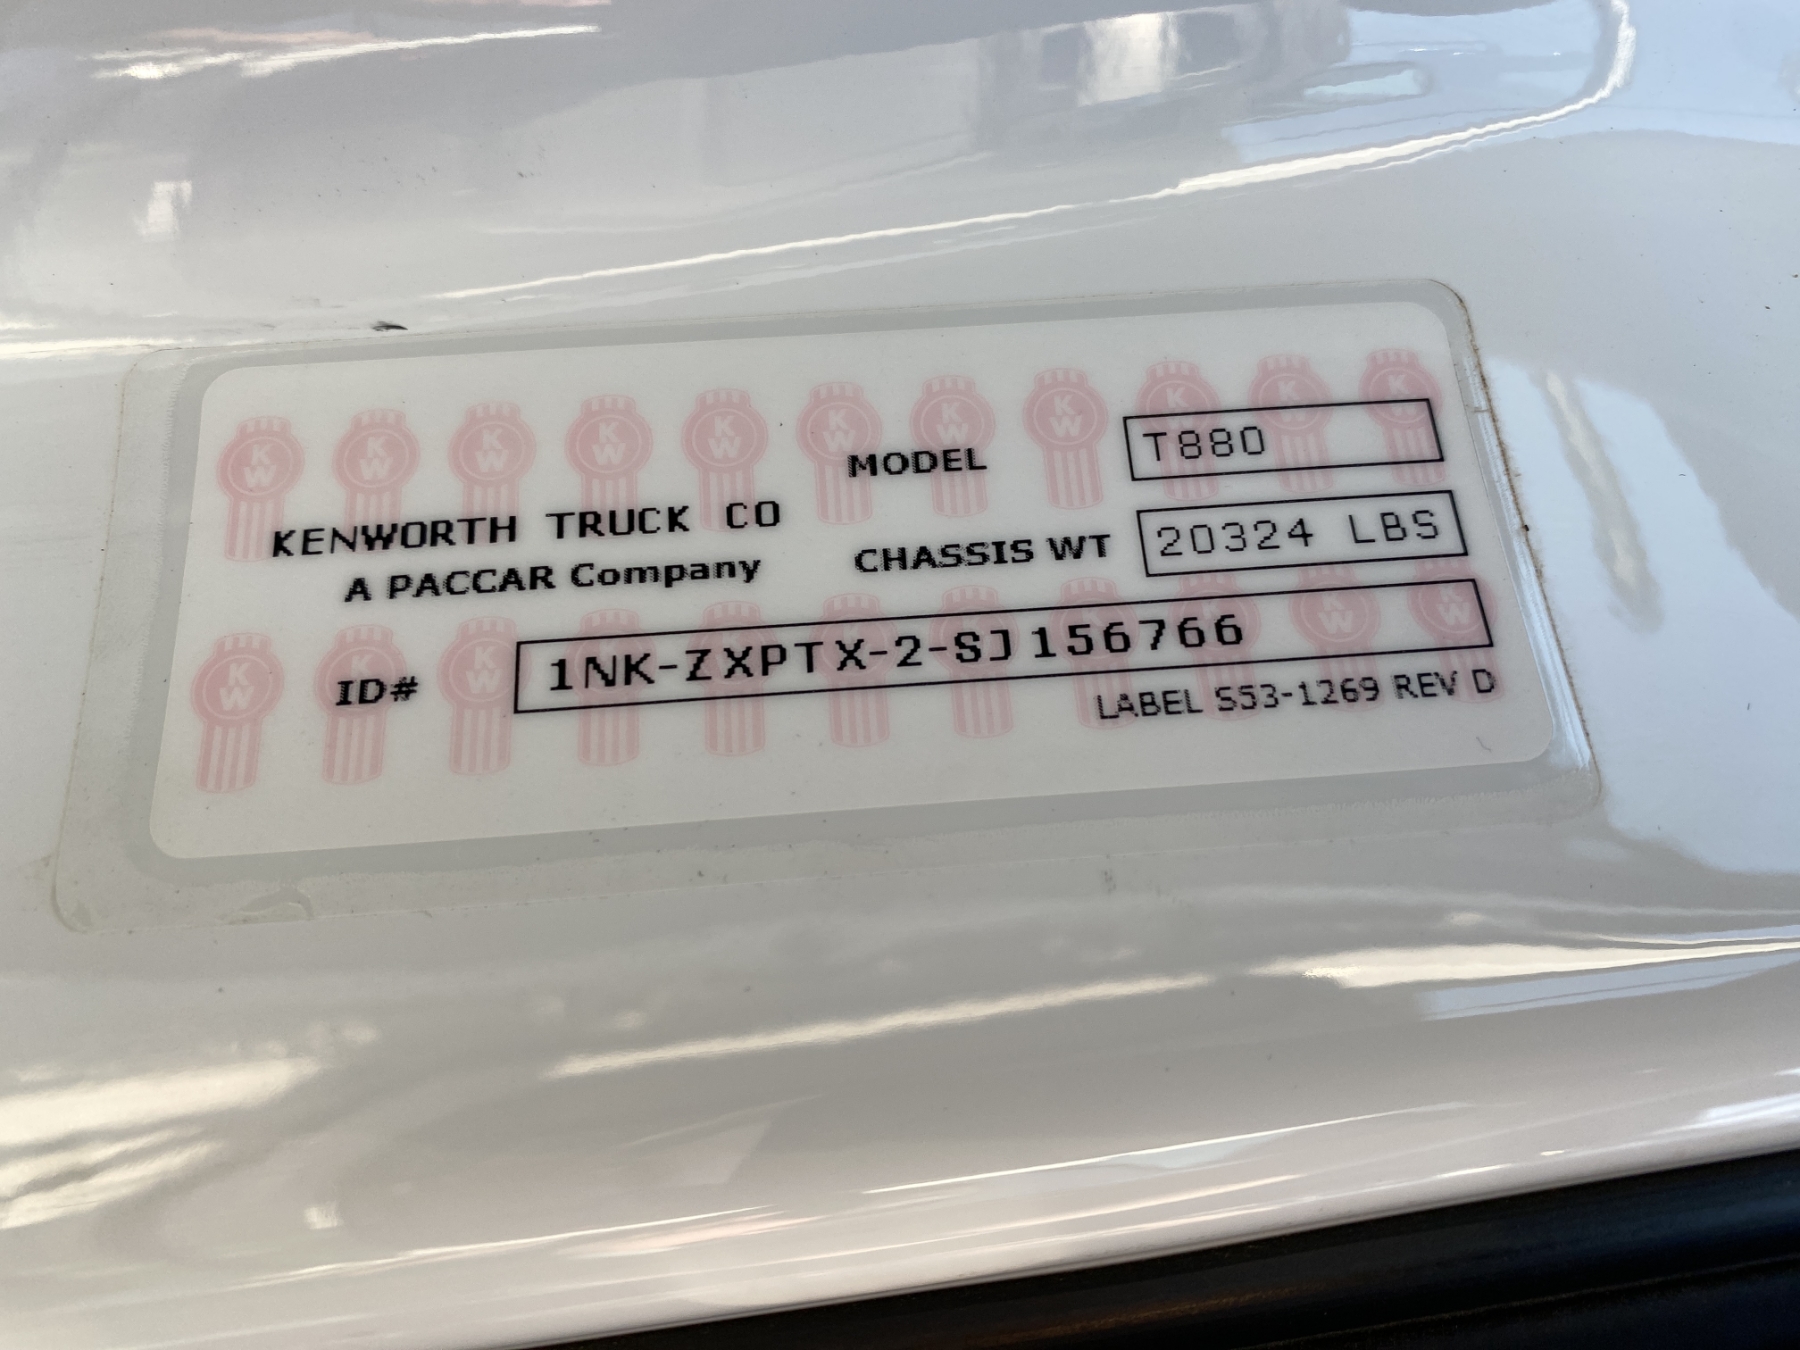 MODEL T880
KENWORTH TRUCK CO
A PACCAR Company
CHASSIS WT 20324 LBS
ID# 1NK-ZXPTX-2-SJ156766
LABEL S53-1269 REV D